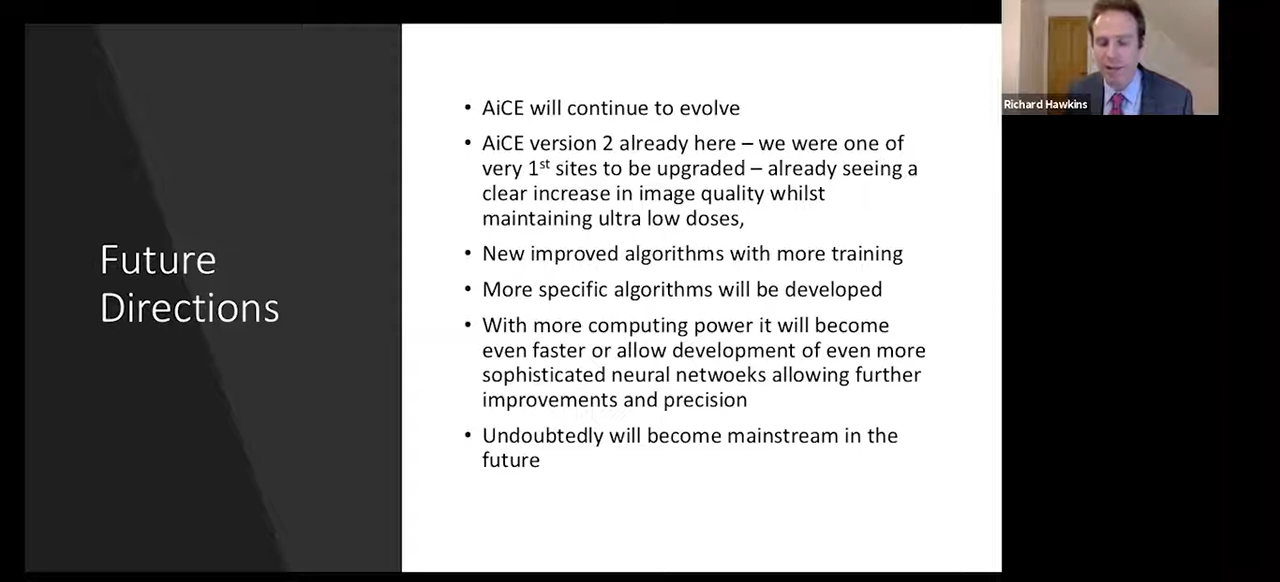 Future
Directions
• AiCE will continue to evolve
• AiCE version 2 already here – we were one of
very 1st sites to be upgraded – already seeing a
clear increase in image quality whilst
maintaining ultra low doses,
• New improved algorithms with more training
• More specific algorithms will be developed
• With more computing power it will become
even faster or allow development of even more
sophisticated neural netwoeks allowing further
improvements and precision
• Undoubtedly will become mainstream in the
future
Richard Hawkins